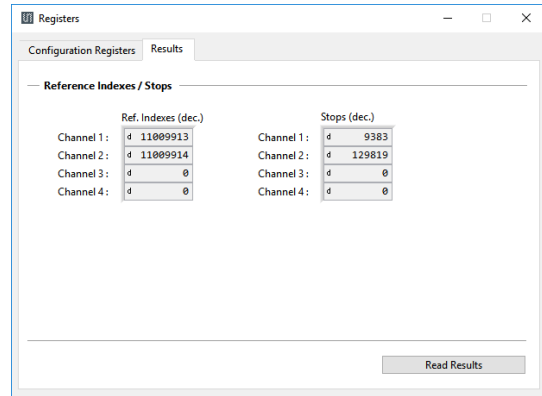 Registers
Configuration Registers Results
Reference Indexes / Stops
Ref. Indexes (dec.) Stops (dec.)
Channel 1 : d 11009913 Channel 1 : d 9383
Channel 2 : d 11009914 Channel 2 : d 129819
Channel 3 : d 0 Channel 3 : d 0
Channel 4 : d 0 Channel 4 : d 0
Read Results